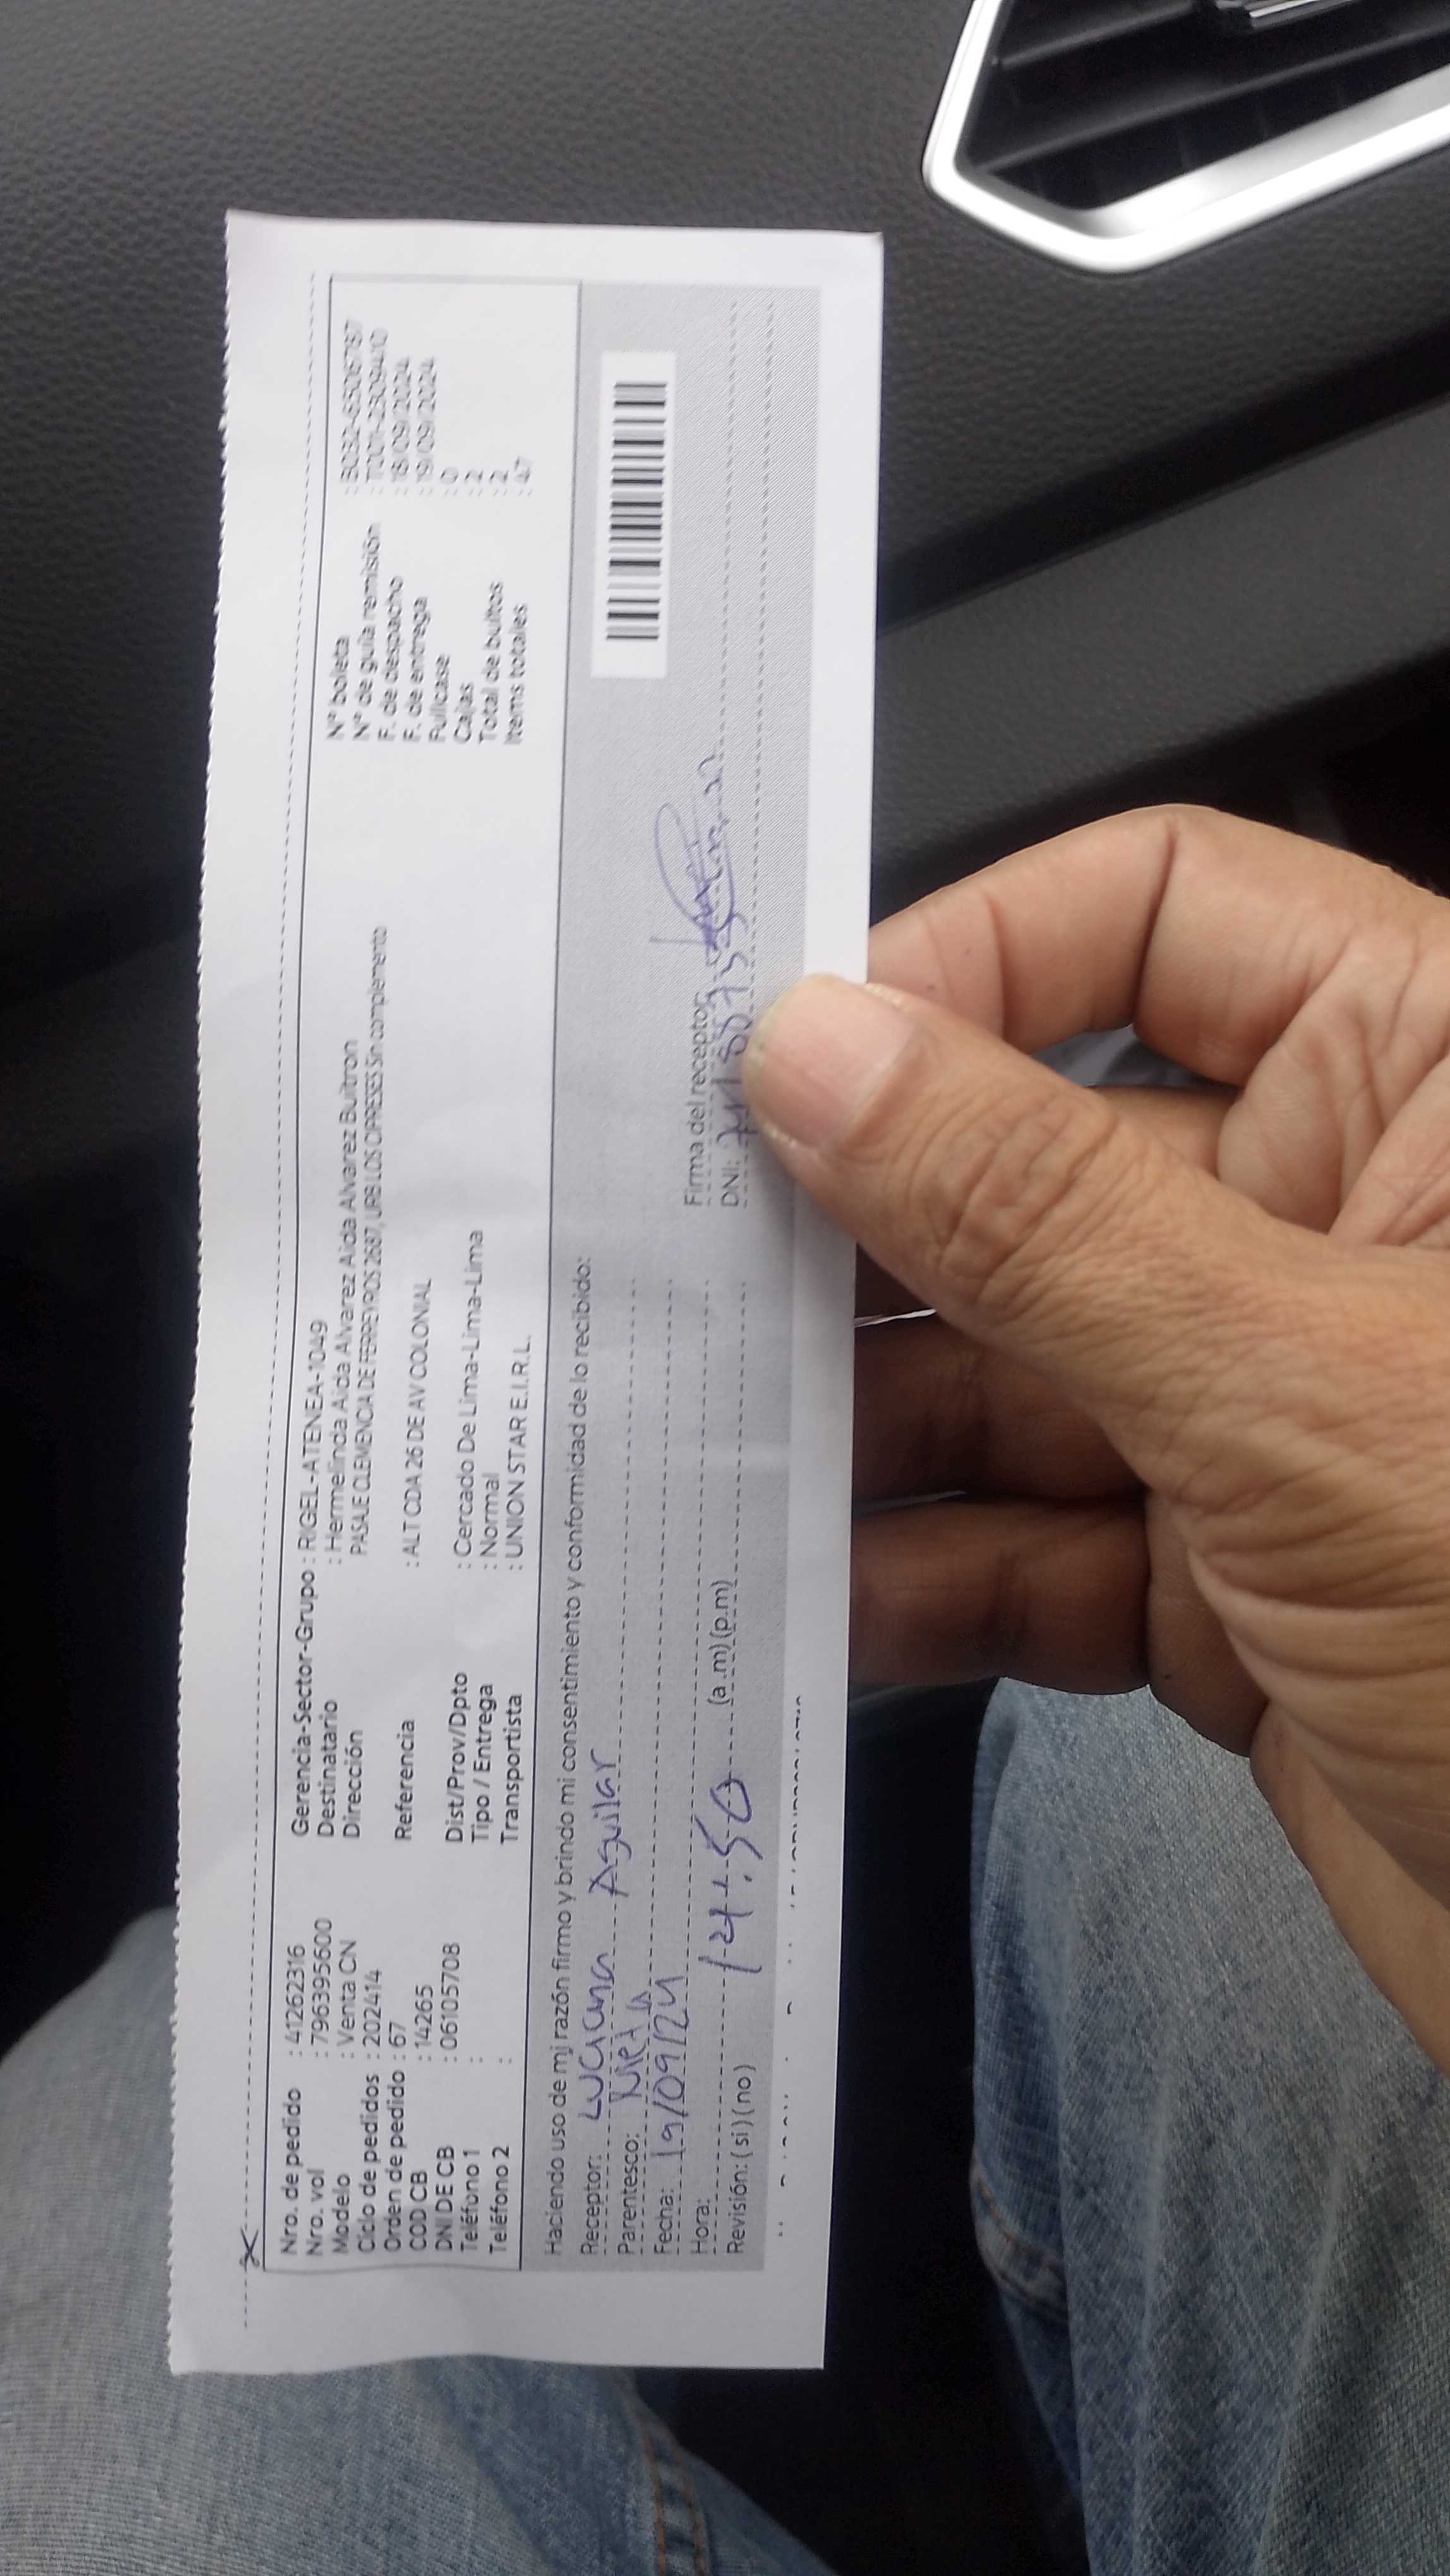 Nro. de pedido : 41262316
Nro. vol : 796395600
Modelo : Venta CN
Ciclo de pedidos : 202414
Orden de pedido : 67
COD CB : 14265
DNI DE CB : 06105708
Teléfono 1 :
Teléfono 2 :
Gerencia-Sector-Grupo : RIGEL-ATENEA-1049
Destinatario : Hermelinda Aida Alvarez Aida Alvarez Buitron
Dirección PASAJE CLEMENCIA DE FERREYROS 2687, URB LOS CIPRESES Sin complemento
Referencia : ALT CDA 26 DE AV COLONIAL
Dist/Prov/Dpto : Cercado De Lima-Lima-Lima
Tipo / Entrega : Normal
Transportista : UNION STAR E.I.R.L.
N° boleta
N° de guía remisión
F. de despacho : 18/09/2024
F. de entrega : 19/09/2024
Fullcase : 0
Cajas : 2
Total de bultos : 2
Items totales : 47
Haciendo uso de mi razón firmo y brindo mi consentimiento y conformidad de lo recibido:
Receptor: Luciana Aguilar
Parentesco: Nieta
Fecha: 19/09/24
Hora: (a.m) (p.m)
Revisión: ( si ) ( no )
Firma del receptor
DNI: